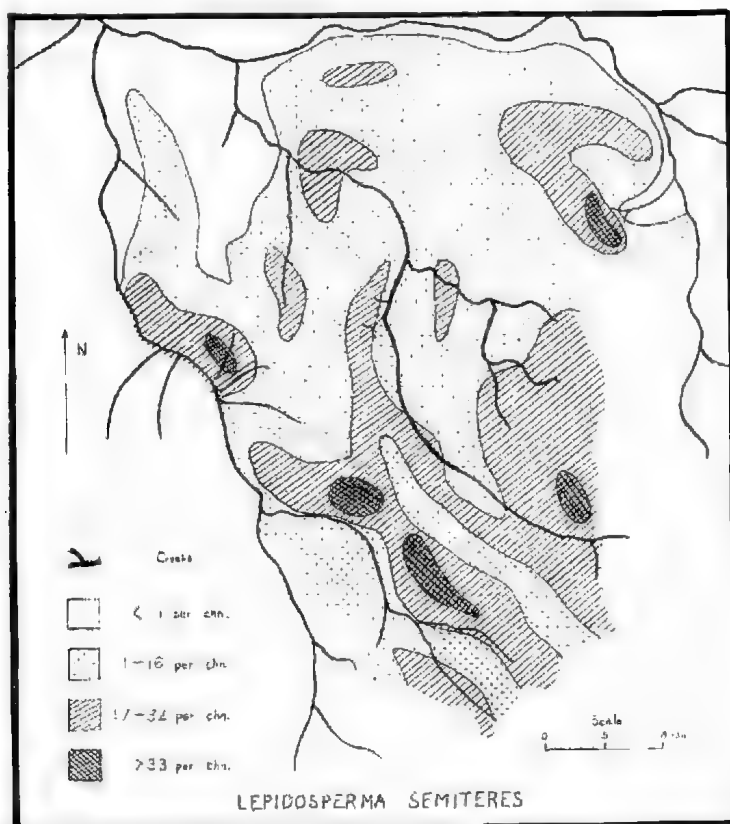 N
Creeks
< 1 per chn.
1-16 per chn.
17-32 per chn.
>33 per chn.
Scale
0 5
LEPIDOSPERMA SEMITERES